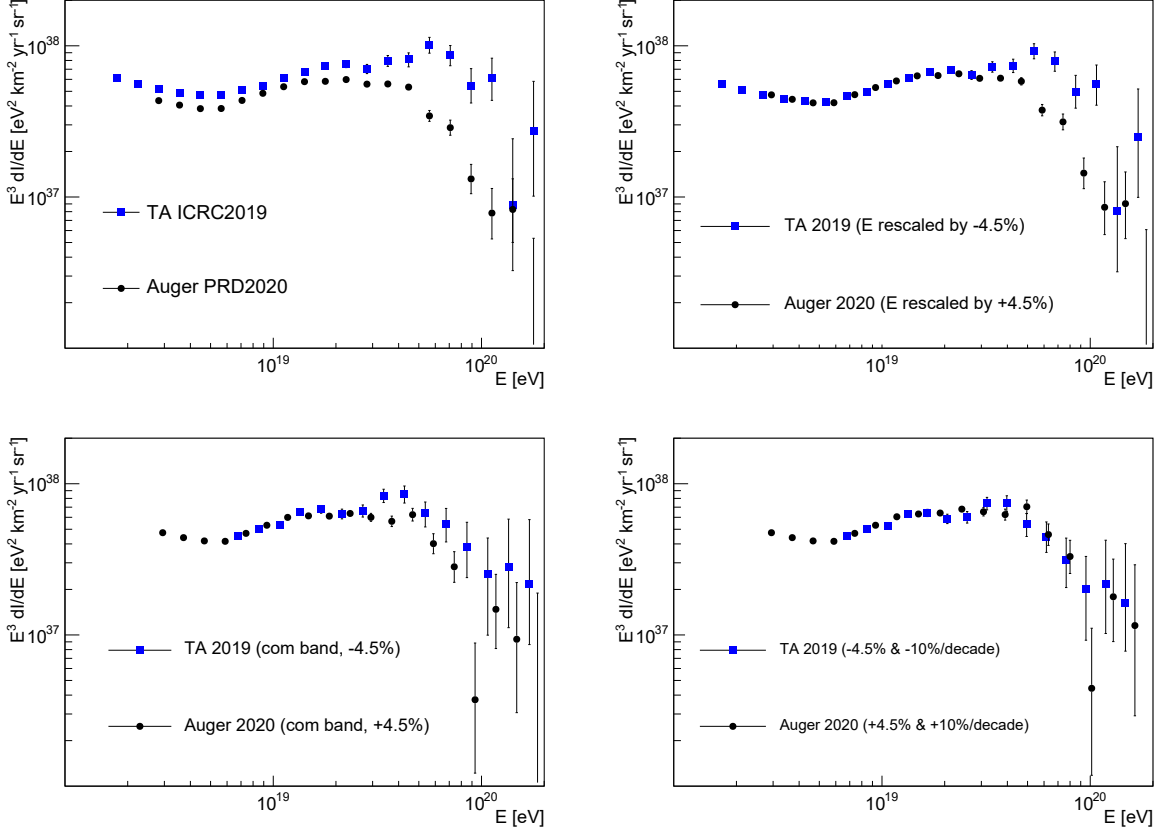 E³ dI/dE [eV² km⁻² yr⁻¹ sr⁻¹]
10³⁸
10³⁷
TA ICRC2019
Auger PRD2020
10¹⁹
10²⁰
E [eV]
E³ dI/dE [eV² km⁻² yr⁻¹ sr⁻¹]
10³⁸
10³⁷
TA 2019 (E rescaled by -4.5%)
Auger 2020 (E rescaled by +4.5%)
10¹⁹
10²⁰
E [eV]
E³ dI/dE [eV² km⁻² yr⁻¹ sr⁻¹]
10³⁸
10³⁷
TA 2019 (com band, -4.5%)
Auger 2020 (com band, +4.5%)
10¹⁹
10²⁰
E [eV]
E³ dI/dE [eV² km⁻² yr⁻¹ sr⁻¹]
10³⁸
10³⁷
TA 2019 (-4.5% & -10%/decade)
Auger 2020 (+4.5% & +10%/decade)
10¹⁹
10²⁰
E [eV]